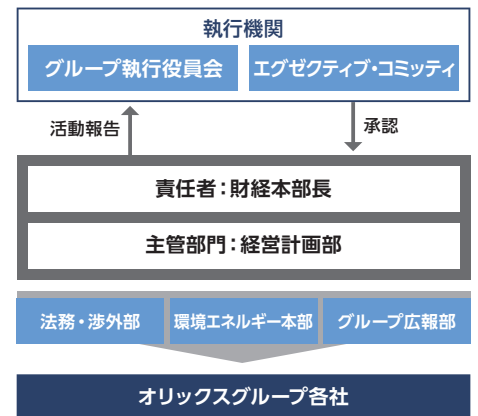 執行機関
グループ執行役員会
エグゼクティブ・コミッティ
活動報告
承認
責任者：財経本部長
主管部門：経営計画部
法務・渉外部
環境エネルギー本部
グループ広報部
オリックスグループ各社